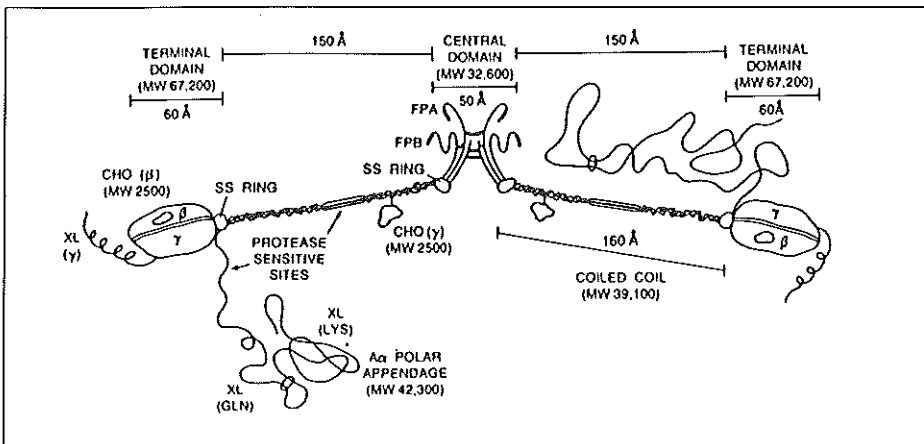 TERMINAL
DOMAIN
(MW 67,200)
60 Å
150 Å
CENTRAL
DOMAIN
(MW 32,600)
50 Å
150 Å
TERMINAL
DOMAIN
(MW 67,200)
60 Å
FPA
FPB
SS RING
CHO (β)
(MW 2500)
SS RING
β
γ
XL
(γ)
PROTEASE
SENSITIVE
SITES
CHO (γ)
(MW 2500)
160 Å
COILED COIL
(MW 39,100)
γ
β
XL
(LYS)
Aα POLAR
APPENDAGE
(MW 42,300)
XL
(GLN)